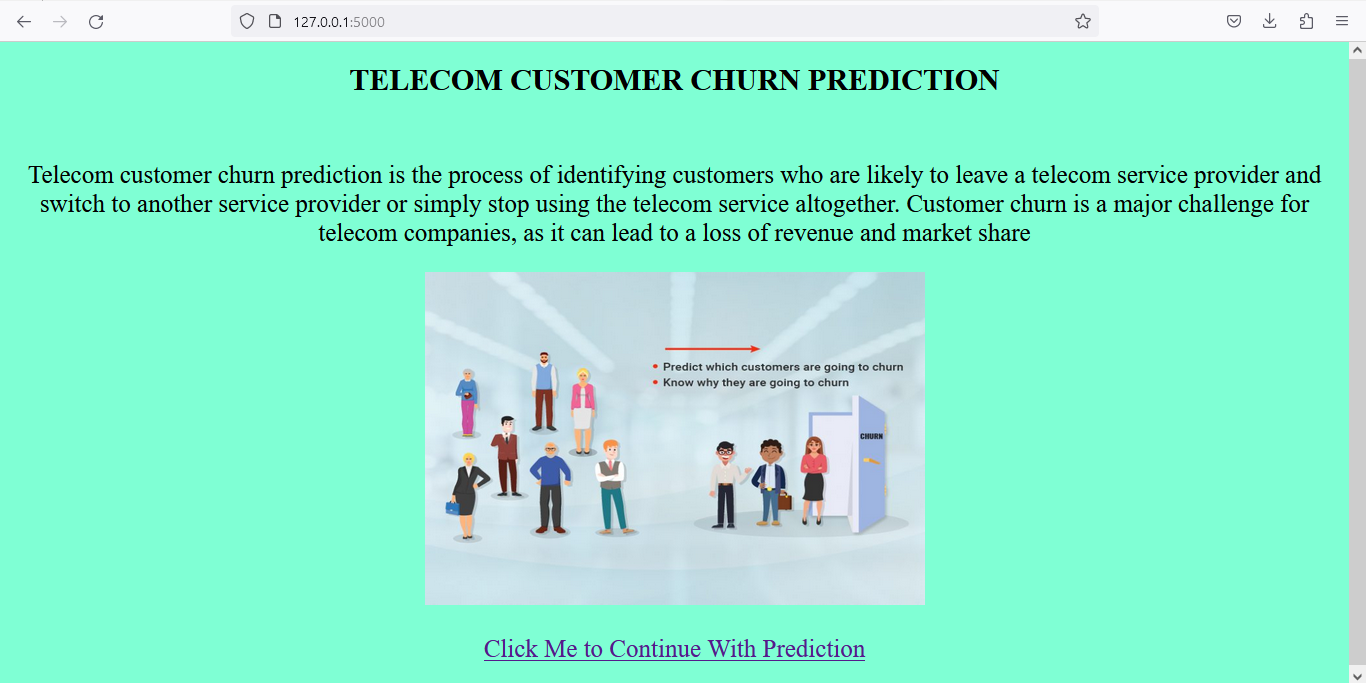 127.0.0.1:5000
TELECOM CUSTOMER CHURN PREDICTION
Telecom customer churn prediction is the process of identifying customers who are likely to leave a telecom service provider and
switch to another service provider or simply stop using the telecom service altogether. Customer churn is a major challenge for
telecom companies, as it can lead to a loss of revenue and market share
• Predict which customers are going to churn
• Know why they are going to churn
CHURN
Click Me to Continue With Prediction